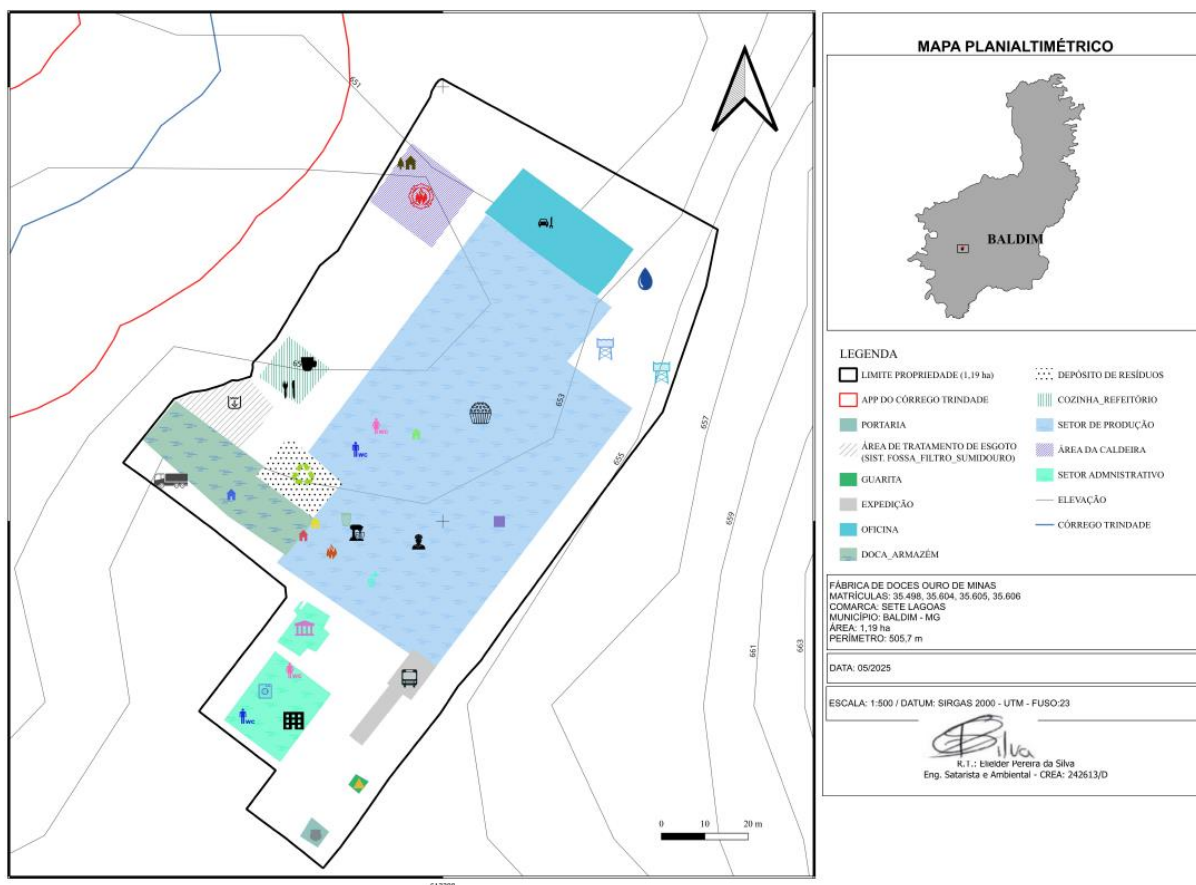 MAPA PLANIALTIMÉTRICO
BALDIM
LEGENDA
LIMITE PROPRIEDADE (1,19 ha)
APP DO CÓRREGO TRINDADE
PORTARIA
ÁREA DE TRATAMENTO DE ESGOTO
(SIST. FOSSA_FILTRO_SUMIDOURO)
GUARITA
EXPEDIÇÃO
OFICINA
DOCA_ARMAZÉM
DEPÓSITO DE RESÍDUOS
COZINHA_REFEITÓRIO
SETOR DE PRODUÇÃO
ÁREA DA CALDEIRA
SETOR ADMNISTRATIVO
ELEVAÇÃO
CÓRREGO TRINDADE
FÁBRICA DE DOCES OURO DE MINAS
MATRÍCULAS: 35.498, 35.604, 35.605, 35.606
COMARCA: SETE LAGOAS
MUNICÍPIO: BALDIM - MG
ÁREA: 1,19 ha
PERÍMETRO: 505,7 m
DATA: 05/2025
ESCALA: 1:500 / DATUM: SIRGAS 2000 - UTM - FUSO:23
Silva
R.T.: Elielder Pereira da Silva
Eng. Satarista e Ambiental - CREA: 242613/D
651
653
655
657
659
661
663
WC
WC
WC
WC
0 10 20 m